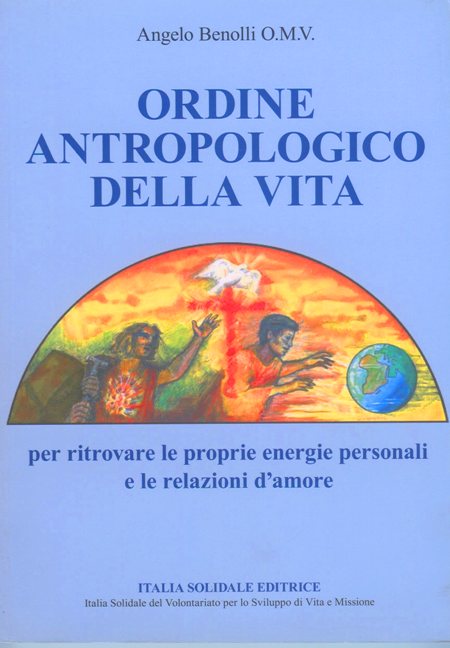 Angelo Benolli O.M.V.
ORDINE
ANTROPOLOGICO
DELLA VITA
per ritrovare le proprie energie personali
e le relazioni d'amore
ITALIA SOLIDALE EDITRICE
Italia Solidale del Volontariato per lo Sviluppo di Vita e Missione